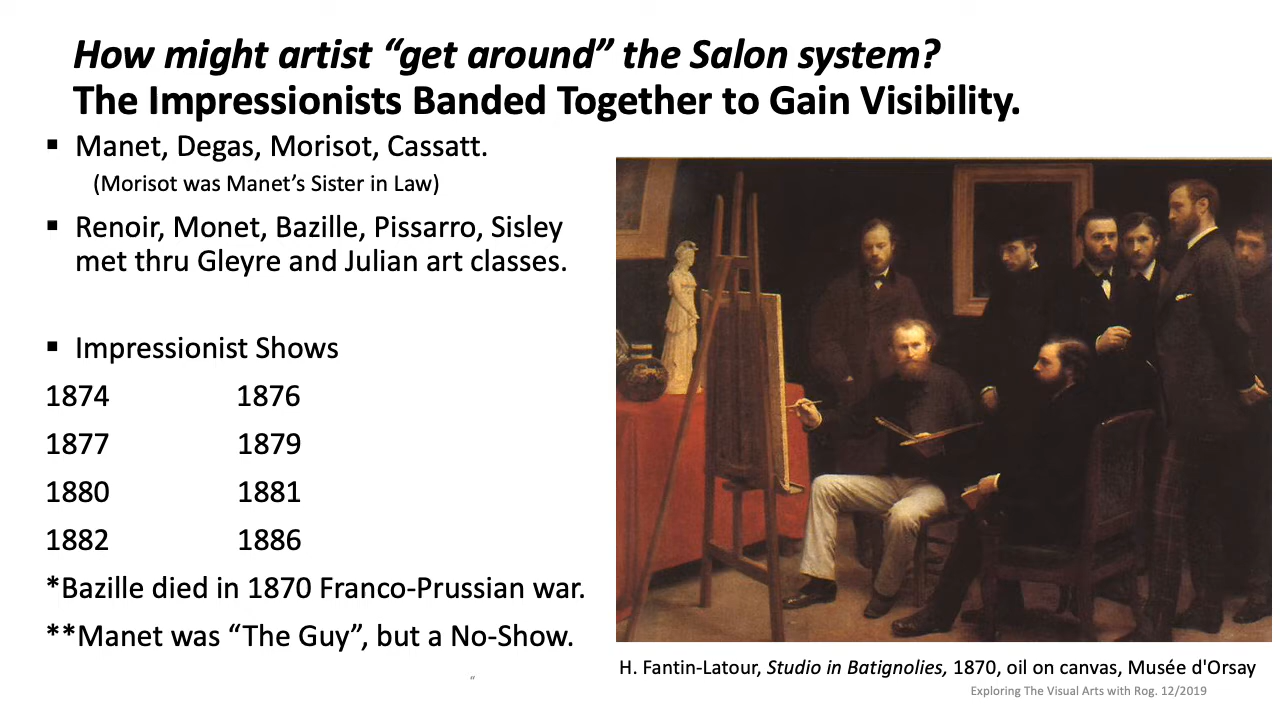 How might artist “get around” the Salon system?
The Impressionists Banded Together to Gain Visibility.
▪ Manet, Degas, Morisot, Cassatt.
(Morisot was Manet’s Sister in Law)
▪ Renoir, Monet, Bazille, Pissarro, Sisley
met thru Gleyre and Julian art classes.
▪ Impressionist Shows
1874 1876
1877 1879
1880 1881
1882 1886
*Bazille died in 1870 Franco-Prussian war.
**Manet was “The Guy”, but a No-Show.
“
H. Fantin-Latour, Studio in Batignolies, 1870, oil on canvas, Musée d'Orsay
Exploring The Visual Arts with Rog. 12/2019